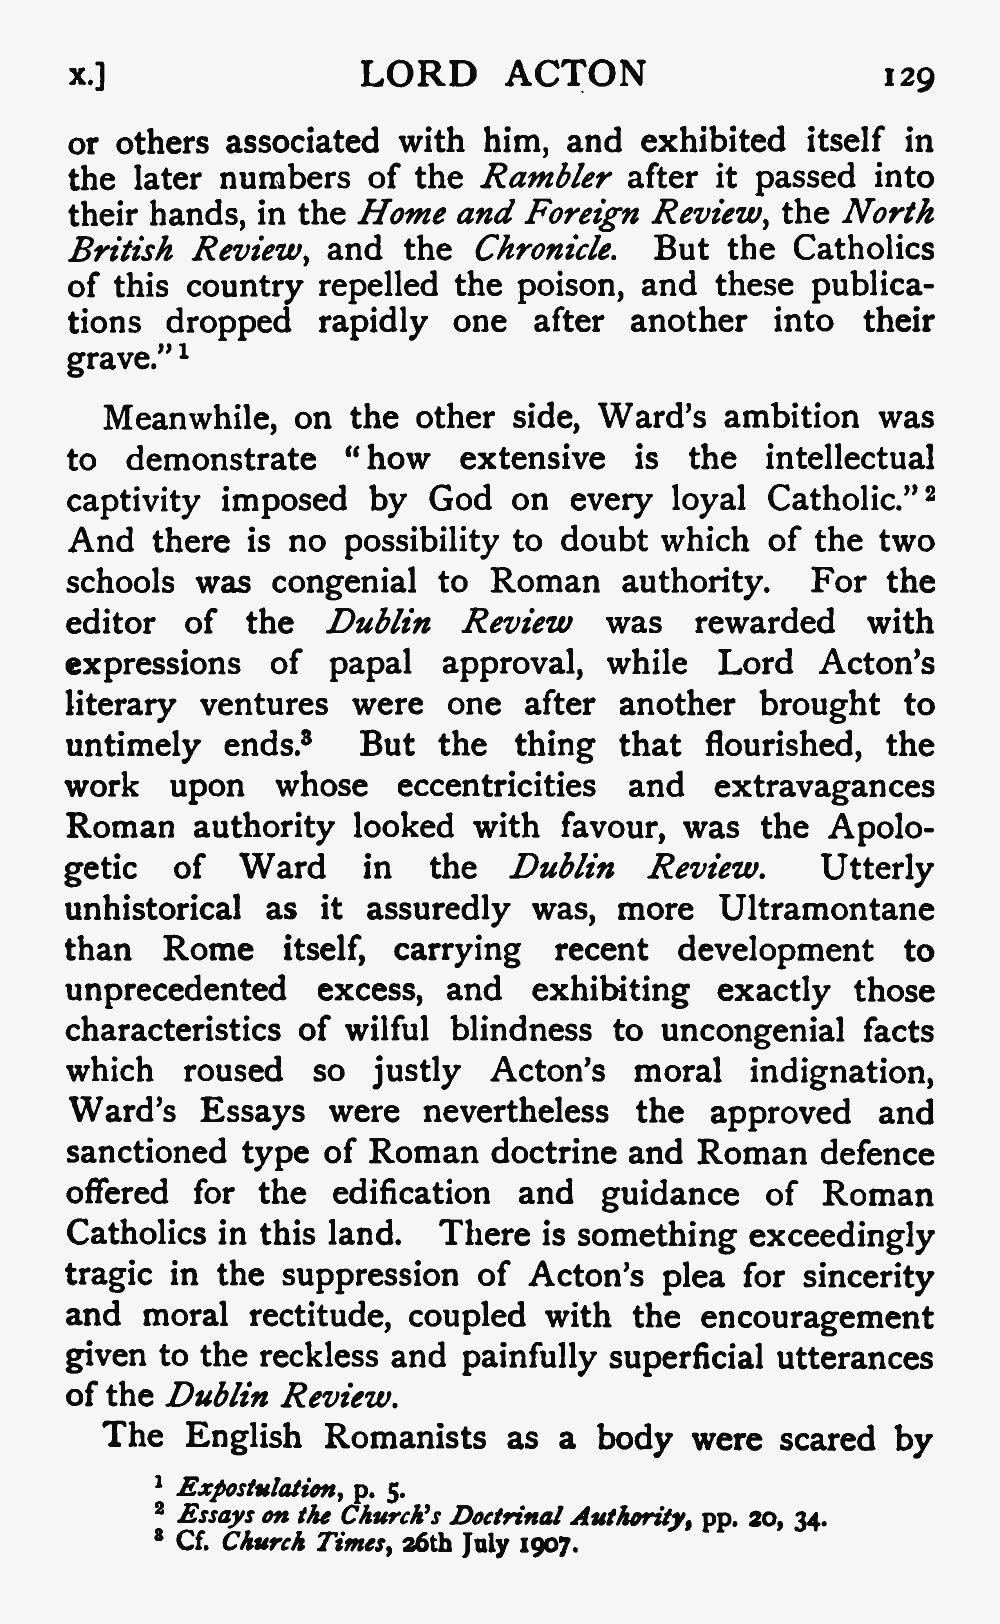 x.] LORD ACTON 129
or others associated with him, and exhibited itself in
the later numbers of the Rambler after it passed into
their hands, in the Home and Foreign Review, the North
British Review, and the Chronicle. But the Catholics
of this country repelled the poison, and these publica-
tions dropped rapidly one after another into their
grave.” ¹
Meanwhile, on the other side, Ward’s ambition was
to demonstrate “how extensive is the intellectual
captivity imposed by God on every loyal Catholic.” ²
And there is no possibility to doubt which of the two
schools was congenial to Roman authority. For the
editor of the Dublin Review was rewarded with
expressions of papal approval, while Lord Acton’s
literary ventures were one after another brought to
untimely ends.³ But the thing that flourished, the
work upon whose eccentricities and extravagances
Roman authority looked with favour, was the Apolo-
getic of Ward in the Dublin Review. Utterly
unhistorical as it assuredly was, more Ultramontane
than Rome itself, carrying recent development to
unprecedented excess, and exhibiting exactly those
characteristics of wilful blindness to uncongenial facts
which roused so justly Acton’s moral indignation,
Ward’s Essays were nevertheless the approved and
sanctioned type of Roman doctrine and Roman defence
offered for the edification and guidance of Roman
Catholics in this land. There is something exceedingly
tragic in the suppression of Acton’s plea for sincerity
and moral rectitude, coupled with the encouragement
given to the reckless and painfully superficial utterances
of the Dublin Review.
The English Romanists as a body were scared by
¹ Expostulation, p. 5.
² Essays on the Church’s Doctrinal Authority, pp. 20, 34.
³ Cf. Church Times, 26th July 1907.